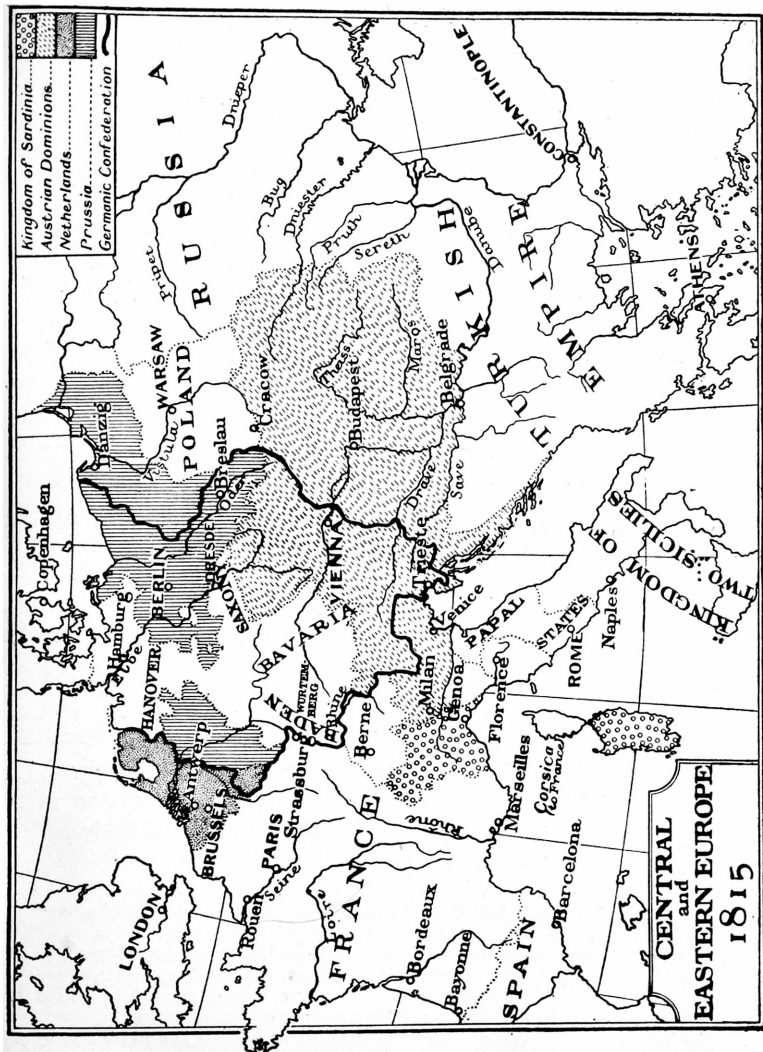 Kingdom of Sardinia
Austrian Dominions
Netherlands
Prussia
Germanic Confederation
RUSSIA
Dnieper
Pripet
Bug
Dniester
Pruth
Sereth
CONSTANTINOPLE
Danube
TURKISH
EMPIRE
ATHENS
WARSAW
POLAND
Vistula
Danzig
Cracow
Breslau
Oder
Theiss
Budapest
Maros
Belgrade
Drave
Save
Copenhagen
BERLIN
DRESDEN
SAXONY
Hamburg
Elbe
HANOVER
VIENNA
BAVARIA
Trieste
Venice
WORTEM-
BERG
BADEN
Rhine
Berne
Milan
Genoa
Florence
PAPAL
STATES
ROME
Naples
KINGDOM OF
TWO SICILIES
Antwerp
BRUSSELS
Strassburg
PARIS
Seine
Rouen
LONDON
Loire
FRANCE
Rhone
Marseilles
Corsica
to France
Bordeaux
Bayonne
SPAIN
Barcelona
CENTRAL
and
EASTERN EUROPE
1815